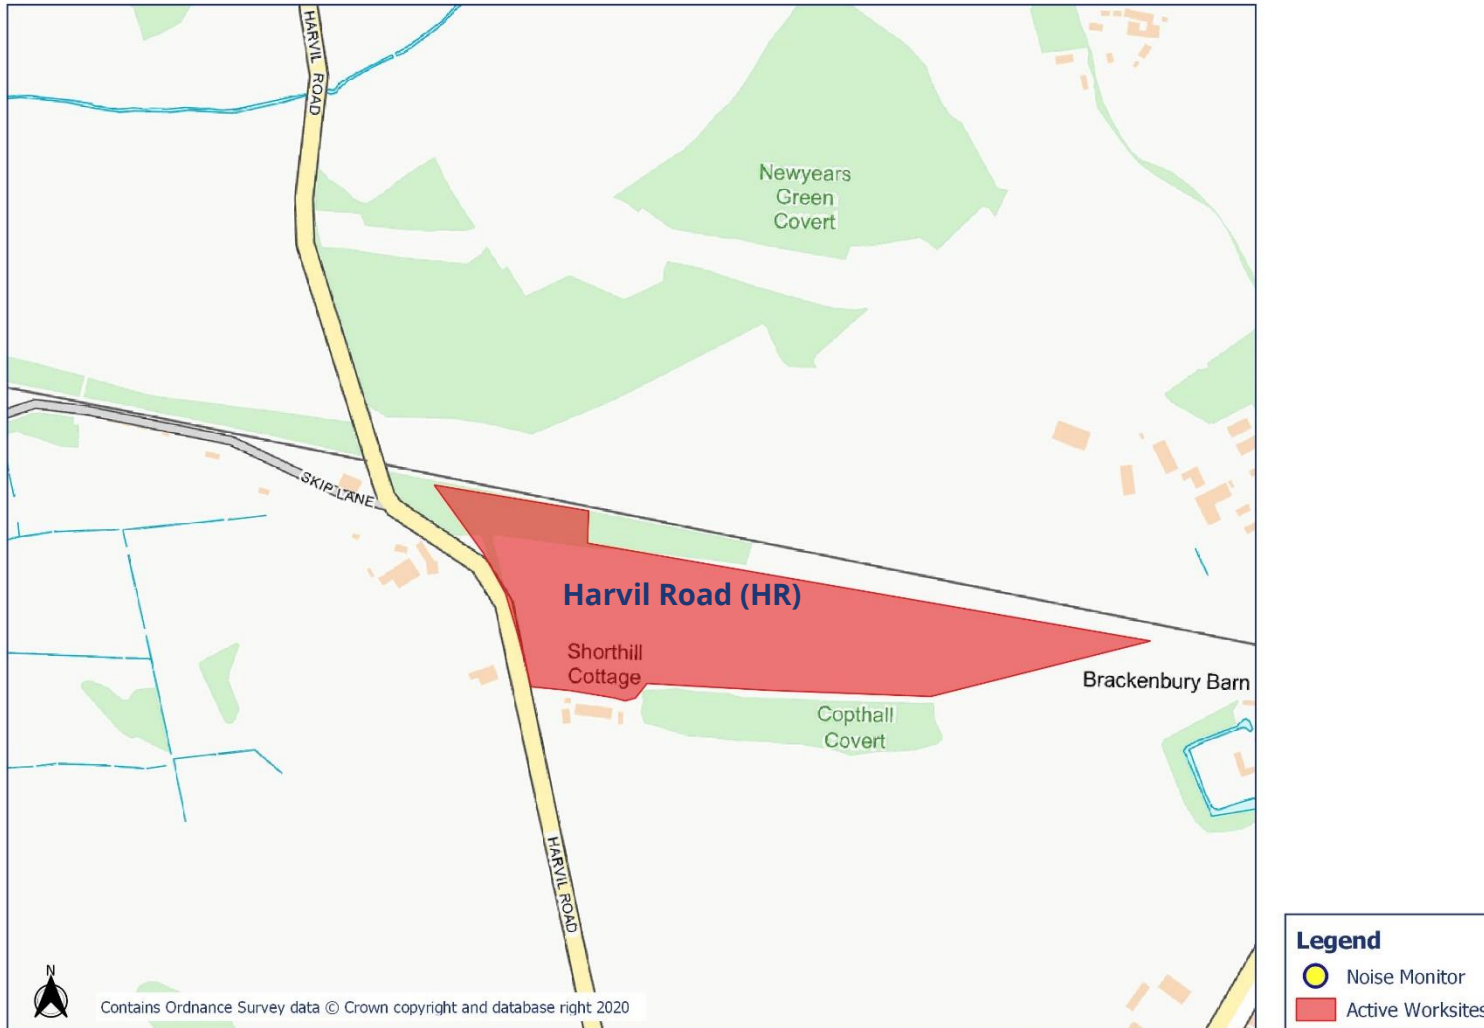 HARVIL ROAD
Newyears
Green
Covert
SKIP LANE
Harvil Road (HR)
Shorthill
Cottage
Brackenbury Barn
Copthall
Covert
HARVIL ROAD
N
Contains Ordnance Survey data © Crown copyright and database right 2020
Legend
Noise Monitor
Active Worksites